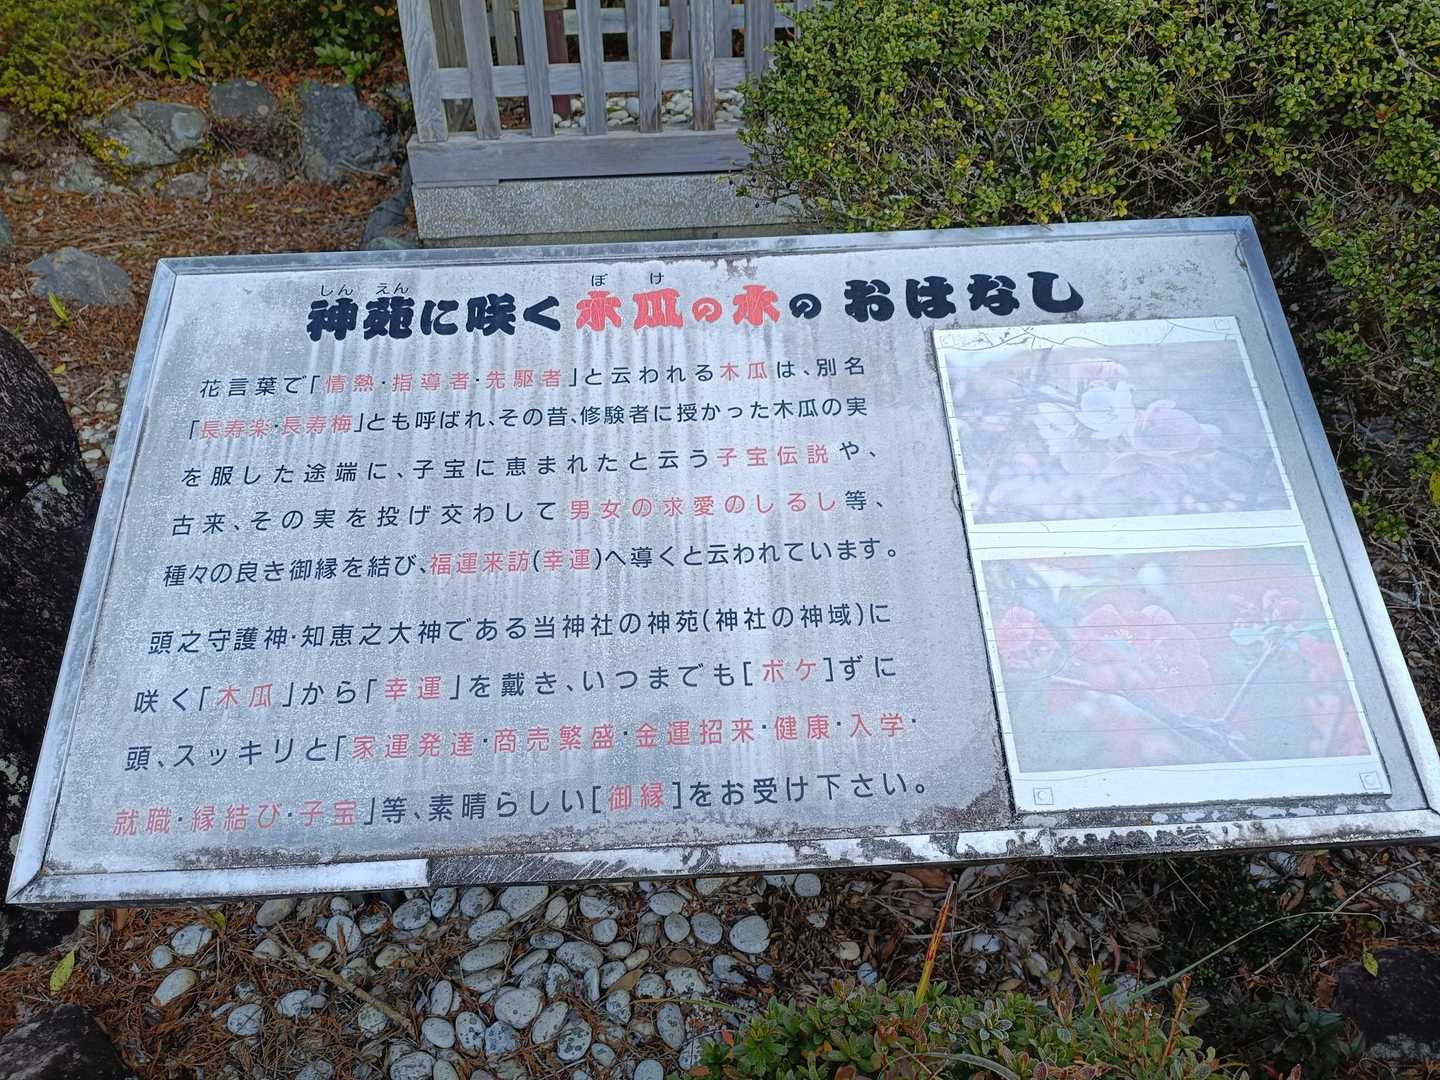 しん えん ぼ け
神苑に咲く木瓜の木のおはなし
花言葉で「情熱・指導者・先駆者」と云われる木瓜は、別名
「長寿楽・長寿梅」とも呼ばれ、その昔、修験者に授かった木瓜の実
を服した途端に、子宝に恵まれたと云う子宝伝説や、
古来、その実を投げ交わして男女の求愛のしるし等、
種々の良き御縁を結び、福運来訪(幸運)へ導くと云われています。
頭之守護神・知恵之大神である当神社の神苑(神社の神域)に
咲く「木瓜」から「幸運」を戴き、いつまでも[ボケ]ずに
頭、スッキリと「家運発達・商売繁盛・金運招来・健康・入学・
就職・縁結び・子宝」等、素晴らしい[御縁]をお受け下さい。